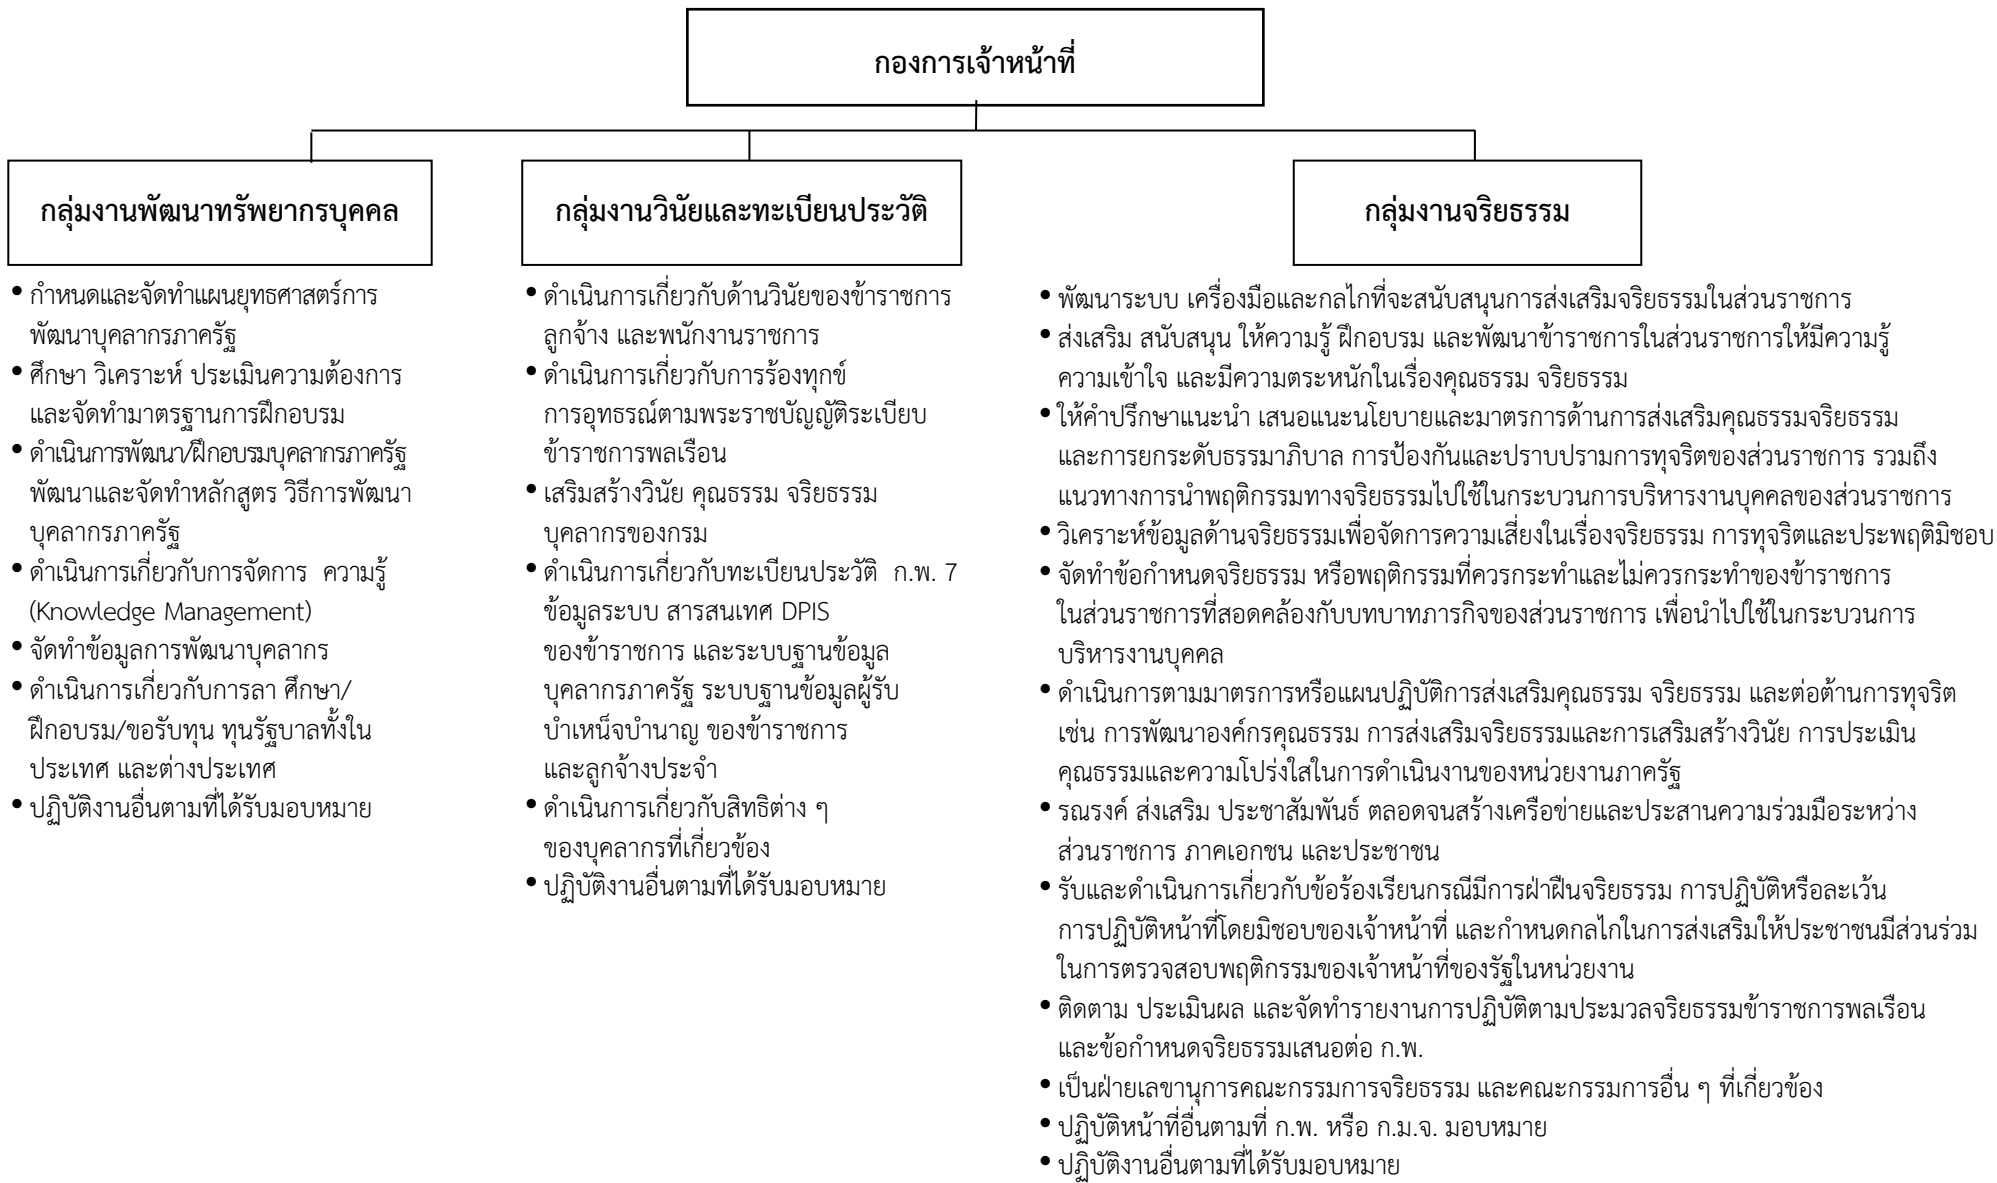 กองการเจ้าหน้าที่
กลุ่มงานพัฒนาทรัพยากรบุคคล
• กำหนดและจัดทำแผนยุทธศาสตร์การ
พัฒนาบุคลากรภาครัฐ
• ศึกษา วิเคราะห์ ประเมินความต้องการ
และจัดทำมาตรฐานการฝึกอบรม
• ดำเนินการพัฒนา/ฝึกอบรมบุคลากรภาครัฐ
พัฒนาและจัดทำหลักสูตร วิธีการพัฒนา
บุคลากรภาครัฐ
• ดำเนินการเกี่ยวกับการจัดการ ความรู้
(Knowledge Management)
• จัดทำข้อมูลการพัฒนาบุคลากร
• ดำเนินการเกี่ยวกับการลา ศึกษา/
ฝึกอบรม/ขอรับทุน ทุนรัฐบาลทั้งใน
ประเทศ และต่างประเทศ
• ปฏิบัติงานอื่นตามที่ได้รับมอบหมาย
กลุ่มงานวินัยและทะเบียนประวัติ
• ดำเนินการเกี่ยวกับด้านวินัยของข้าราชการ
ลูกจ้าง และพนักงานราชการ
• ดำเนินการเกี่ยวกับการร้องทุกข์
การอุทธรณ์ตามพระราชบัญญัติระเบียบ
ข้าราชการพลเรือน
• เสริมสร้างวินัย คุณธรรม จริยธรรม
บุคลากรของกรม
• ดำเนินการเกี่ยวกับทะเบียนประวัติ ก.พ. 7
ข้อมูลระบบ สารสนเทศ DPIS
ของข้าราชการ และระบบฐานข้อมูล
บุคลากรภาครัฐ ระบบฐานข้อมูลผู้รับ
บำเหน็จบำนาญ ของข้าราชการ
และลูกจ้างประจำ
• ดำเนินการเกี่ยวกับสิทธิต่าง ๆ
ของบุคลากรที่เกี่ยวข้อง
• ปฏิบัติงานอื่นตามที่ได้รับมอบหมาย
กลุ่มงานจริยธรรม
• พัฒนาระบบ เครื่องมือและกลไกที่จะสนับสนุนการส่งเสริมจริยธรรมในส่วนราชการ
• ส่งเสริม สนับสนุน ให้ความรู้ ฝึกอบรม และพัฒนาข้าราชการในส่วนราชการให้มีความรู้
ความเข้าใจ และมีความตระหนักในเรื่องคุณธรรม จริยธรรม
• ให้คำปรึกษาแนะนำ เสนอแนะนโยบายและมาตรการด้านการส่งเสริมคุณธรรมจริยธรรม
และการยกระดับธรรมาภิบาล การป้องกันและปราบปรามการทุจริตของส่วนราชการ รวมถึง
แนวทางการนำพฤติกรรมทางจริยธรรมไปใช้ในกระบวนการบริหารงานบุคคลของส่วนราชการ
• วิเคราะห์ข้อมูลด้านจริยธรรมเพื่อจัดการความเสี่ยงในเรื่องจริยธรรม การทุจริตและประพฤติมิชอบ
• จัดทำข้อกำหนดจริยธรรม หรือพฤติกรรมที่ควรกระทำและไม่ควรกระทำของข้าราชการ
ในส่วนราชการที่สอดคล้องกับบทบาทภารกิจของส่วนราชการ เพื่อนำไปใช้ในกระบวนการ
บริหารงานบุคคล
• ดำเนินการตามมาตรการหรือแผนปฏิบัติการส่งเสริมคุณธรรม จริยธรรม และต่อต้านการทุจริต
เช่น การพัฒนาองค์กรคุณธรรม การส่งเสริมจริยธรรมและการเสริมสร้างวินัย การประเมิน
คุณธรรมและความโปร่งใสในการดำเนินงานของหน่วยงานภาครัฐ
• รณรงค์ ส่งเสริม ประชาสัมพันธ์ ตลอดจนสร้างเครือข่ายและประสานความร่วมมือระหว่าง
ส่วนราชการ ภาคเอกชน และประชาชน
• รับและดำเนินการเกี่ยวกับข้อร้องเรียนกรณีมีการฝ่าฝืนจริยธรรม การปฏิบัติหรือละเว้น
การปฏิบัติหน้าที่โดยมิชอบของเจ้าหน้าที่ และกำหนดกลไกในการส่งเสริมให้ประชาชนมีส่วนร่วม
ในการตรวจสอบพฤติกรรมของเจ้าหน้าที่ของรัฐในหน่วยงาน
• ติดตาม ประเมินผล และจัดทำรายงานการปฏิบัติตามประมวลจริยธรรมข้าราชการพลเรือน
และข้อกำหนดจริยธรรมเสนอต่อ ก.พ.
• เป็นฝ่ายเลขานุการคณะกรรมการจริยธรรม และคณะกรรมการอื่น ๆ ที่เกี่ยวข้อง
• ปฏิบัติหน้าที่อื่นตามที่ ก.พ. หรือ ก.ม.จ. มอบหมาย
• ปฏิบัติงานอื่นตามที่ได้รับมอบหมาย